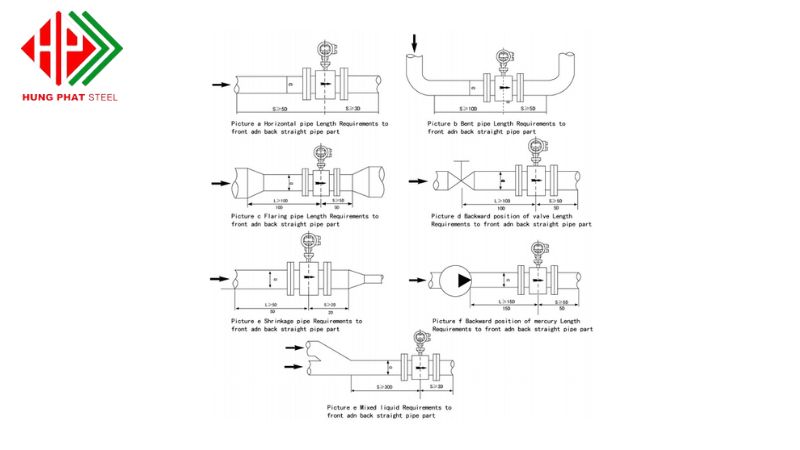 HUNG PHAT STEEL
D
S≥5D S≥3D
Picture a Horizontal pipe Length Requirements to
front adn back straight pipe part
D
S≥10D S≥5D
Picture b Bent pipe Length Requirements to
front adn back straight pipe part
D
L≥10D S≥5D
10D 5D
Picture c Flaring pipe Length Requirements to
front adn back straight pipe part
D
L≥10D S≥5D
10D 5D
Picture d Backward position of valve Length
Requirements to front adn back straight pipe part
D
L≥5D S≥2D
5D 2D
Picture e Shrinkage pipe Requirements to
front adn back straight pipe part
D
L≥15D S≥5D
15D 5D
Picture f Backward position of mercury Length
Requirements to front adn back straight pipe part
D
S≥30D S≥3D
Picture e Mixed liquid Requirements to
front adn back straight pipe part